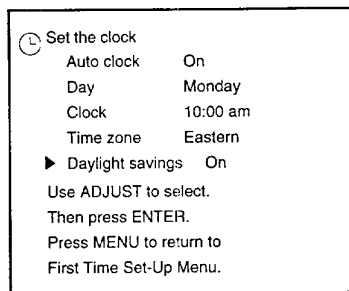 Set the clock
Auto clock On
Day Monday
Clock 10:00 am
Time zone Eastern
Daylight savings On
Use ADJUST to select.
Then press ENTER.
Press MENU to return to
First Time Set-Up Menu.